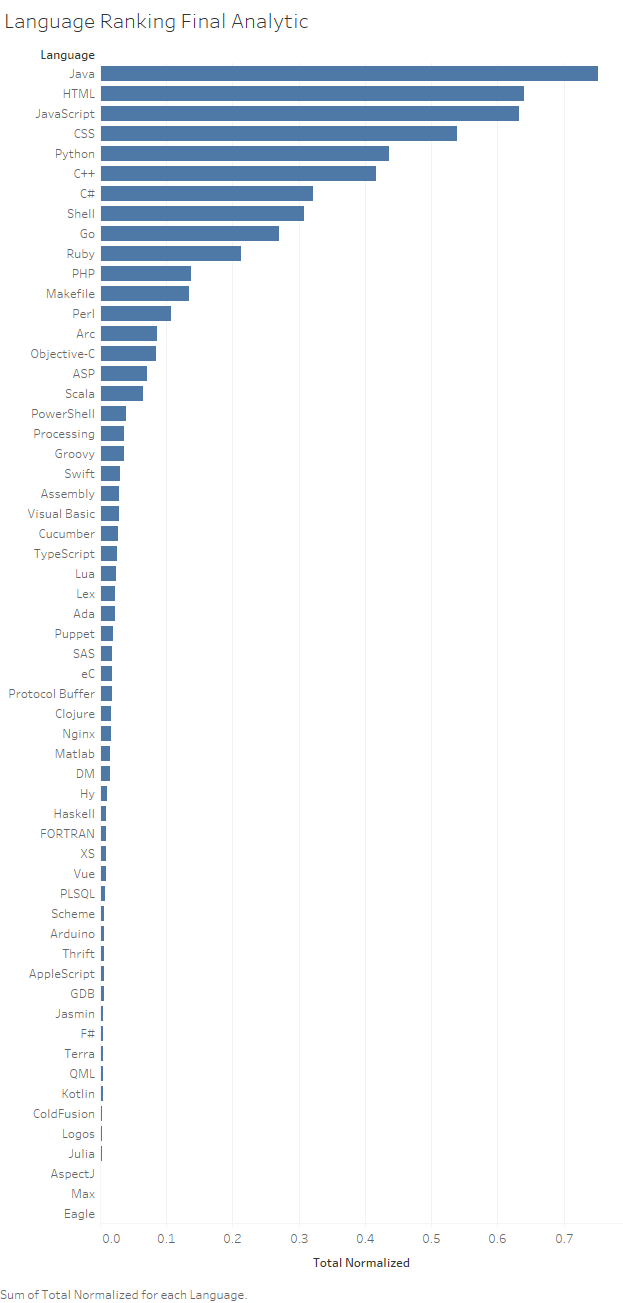 Language Ranking Final Analytic
Language
Java
HTML
JavaScript
CSS
Python
C++
C#
Shell
Go
Ruby
PHP
Makefile
Perl
Arc
Objective-C
ASP
Scala
PowerShell
Processing
Groovy
Swift
Assembly
Visual Basic
Cucumber
TypeScript
Lua
Lex
Ada
Puppet
SAS
eC
Protocol Buffer
Clojure
Nginx
Matlab
DM
Hy
Haskell
FORTRAN
XS
Vue
PLSQL
Scheme
Arduino
Thrift
AppleScript
GDB
Jasmin
F#
Terra
QML
Kotlin
ColdFusion
Logos
Julia
AspectJ
Max
Eagle
0.0 0.1 0.2 0.3 0.4 0.5 0.6 0.7
Total Normalized
Sum of Total Normalized for each Language.